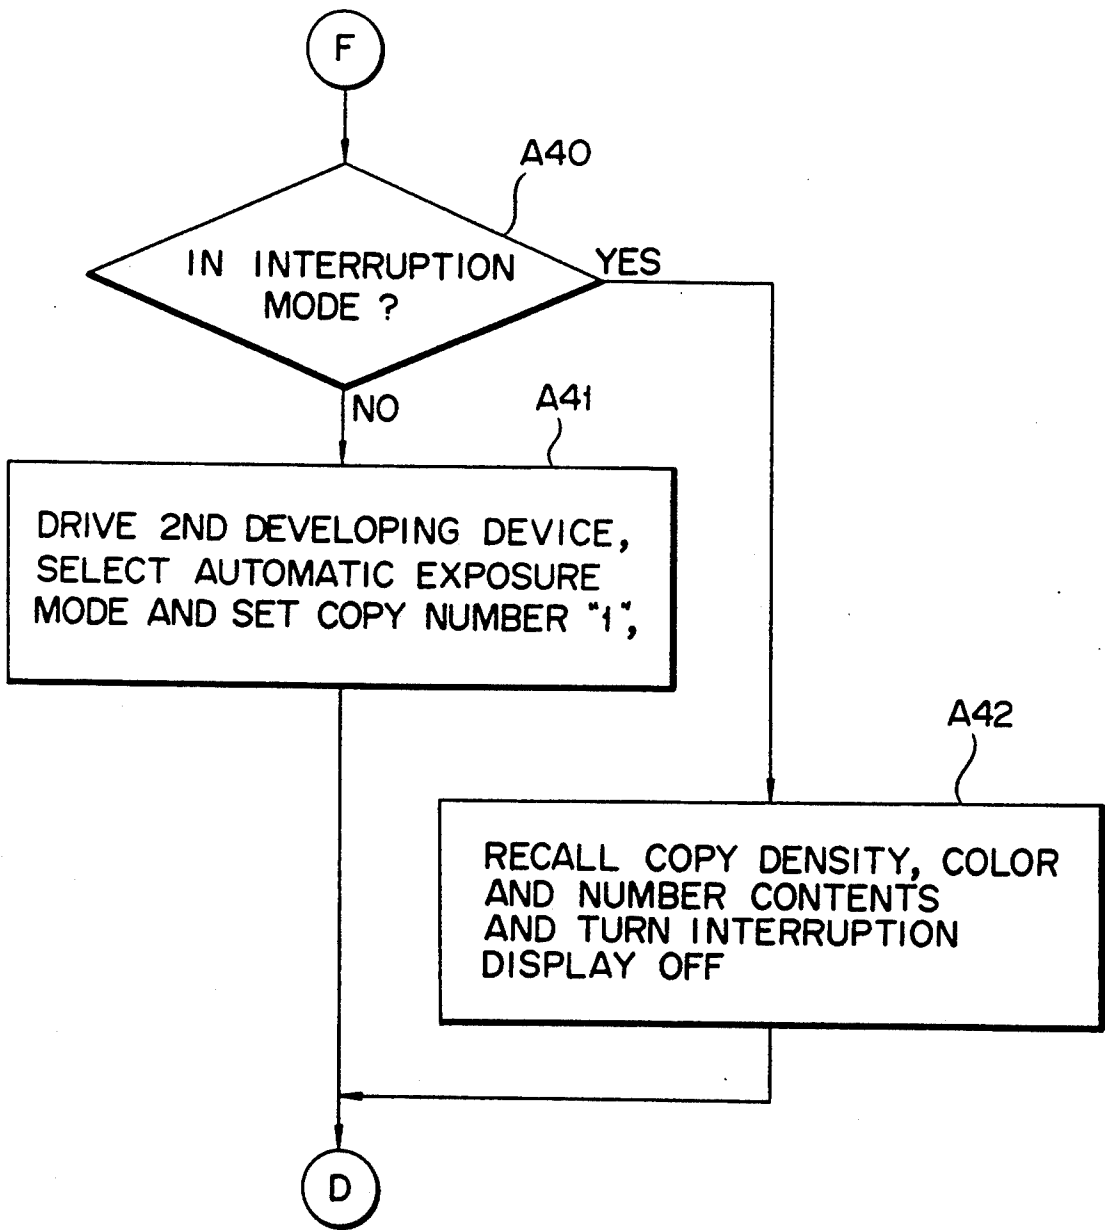 F
A40
IN INTERRUPTION
MODE ?
YES
NO
A41
DRIVE 2ND DEVELOPING DEVICE,
SELECT AUTOMATIC EXPOSURE
MODE AND SET COPY NUMBER "1",
A42
RECALL COPY DENSITY, COLOR
AND NUMBER CONTENTS
AND TURN INTERRUPTION
DISPLAY OFF
D